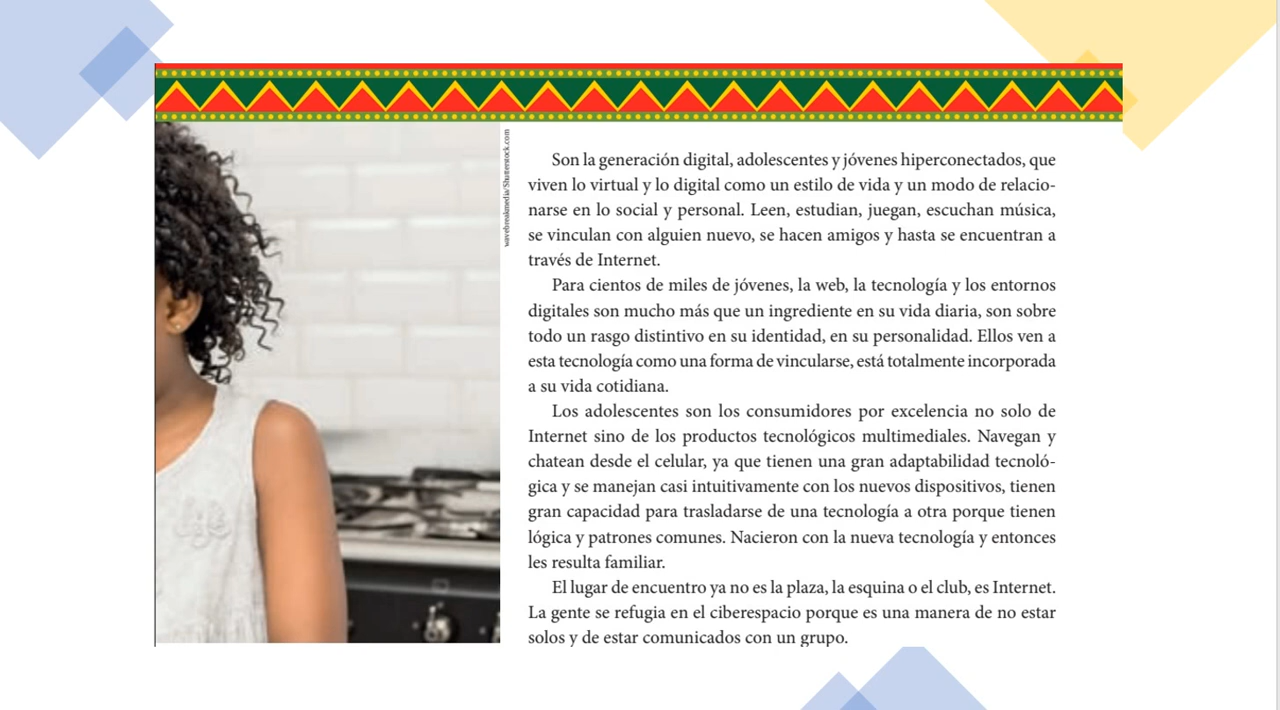 wavebreakmedia/Shutterstock.com
Son la generación digital, adolescentes y jóvenes hiperconectados, que
viven lo virtual y lo digital como un estilo de vida y un modo de relacio-
narse en lo social y personal. Leen, estudian, juegan, escuchan música,
se vinculan con alguien nuevo, se hacen amigos y hasta se encuentran a
través de Internet.
Para cientos de miles de jóvenes, la web, la tecnología y los entornos
digitales son mucho más que un ingrediente en su vida diaria, son sobre
todo un rasgo distintivo en su identidad, en su personalidad. Ellos ven a
esta tecnología como una forma de vincularse, está totalmente incorporada
a su vida cotidiana.
Los adolescentes son los consumidores por excelencia no solo de
Internet sino de los productos tecnológicos multimediales. Navegan y
chatean desde el celular, ya que tienen una gran adaptabilidad tecnoló-
gica y se manejan casi intuitivamente con los nuevos dispositivos, tienen
gran capacidad para trasladarse de una tecnología a otra porque tienen
lógica y patrones comunes. Nacieron con la nueva tecnología y entonces
les resulta familiar.
El lugar de encuentro ya no es la plaza, la esquina o el club, es Internet.
La gente se refugia en el ciberespacio porque es una manera de no estar
solos y de estar comunicados con un grupo.